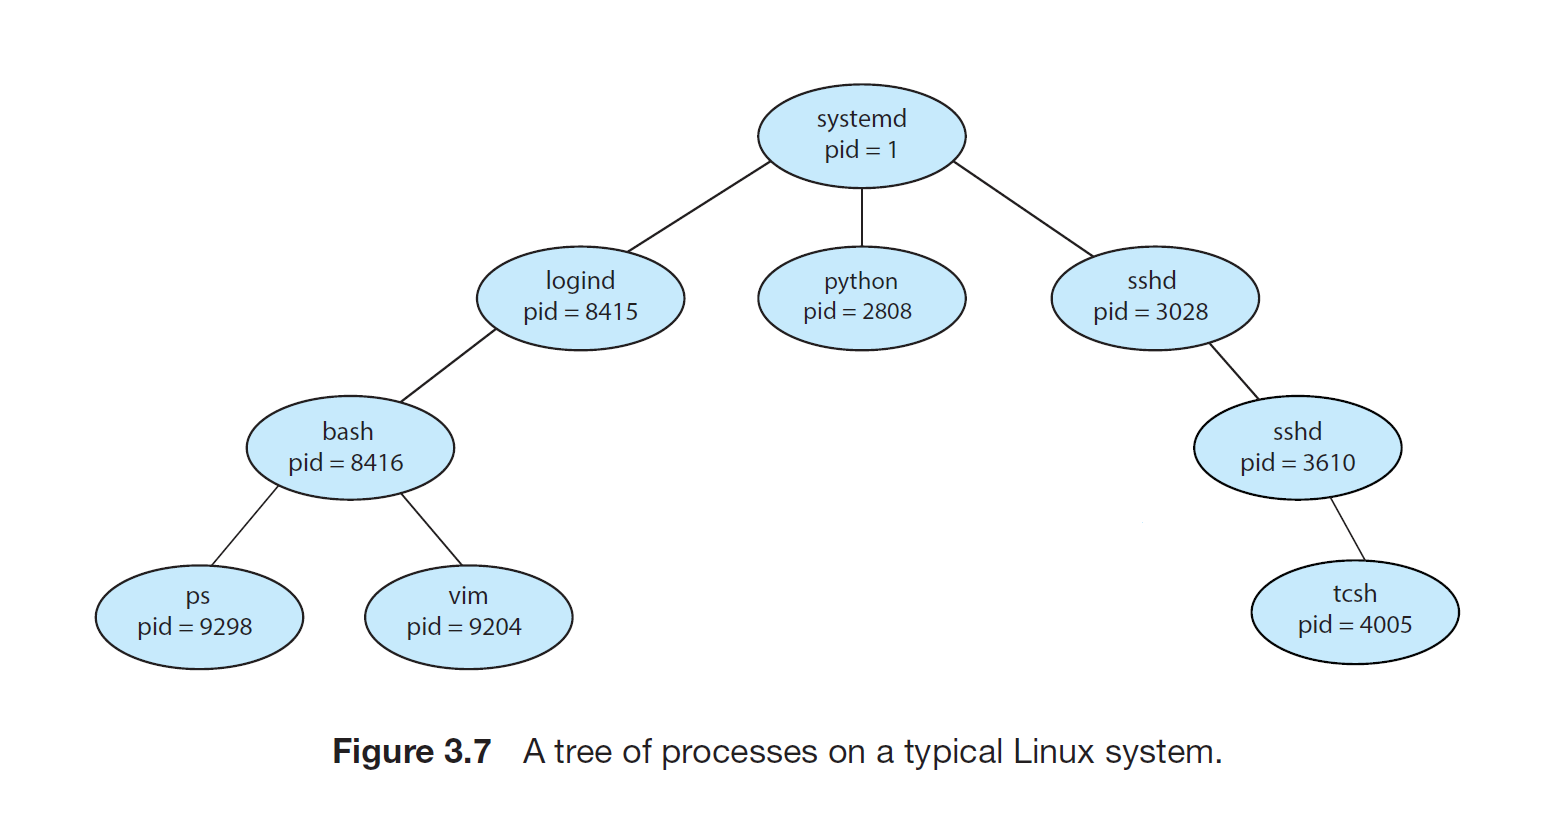 systemd
pid = 1
logind
pid = 8415
python
pid = 2808
sshd
pid = 3028
bash
pid = 8416
sshd
pid = 3610
ps
pid = 9298
vim
pid = 9204
tcsh
pid = 4005
Figure 3.7 A tree of processes on a typical Linux system.